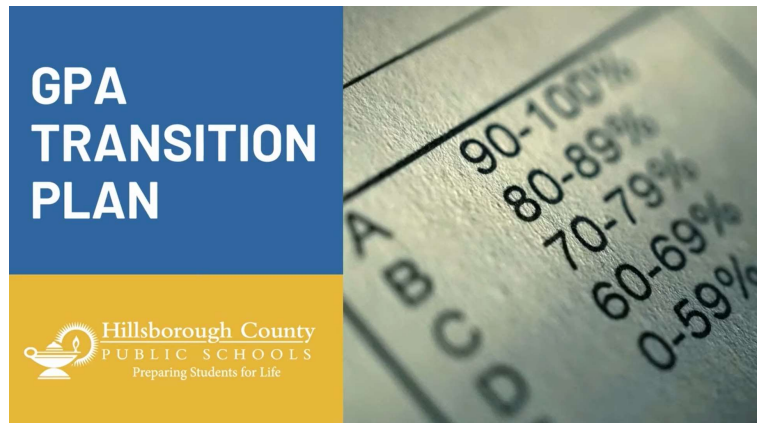 GPA
TRANSITION
PLAN
Hillsborough County
PUBLIC SCHOOLS
Preparing Students for Life
A 90-100%
B 80-89%
C 70-79%
D 60-69%
0-59%